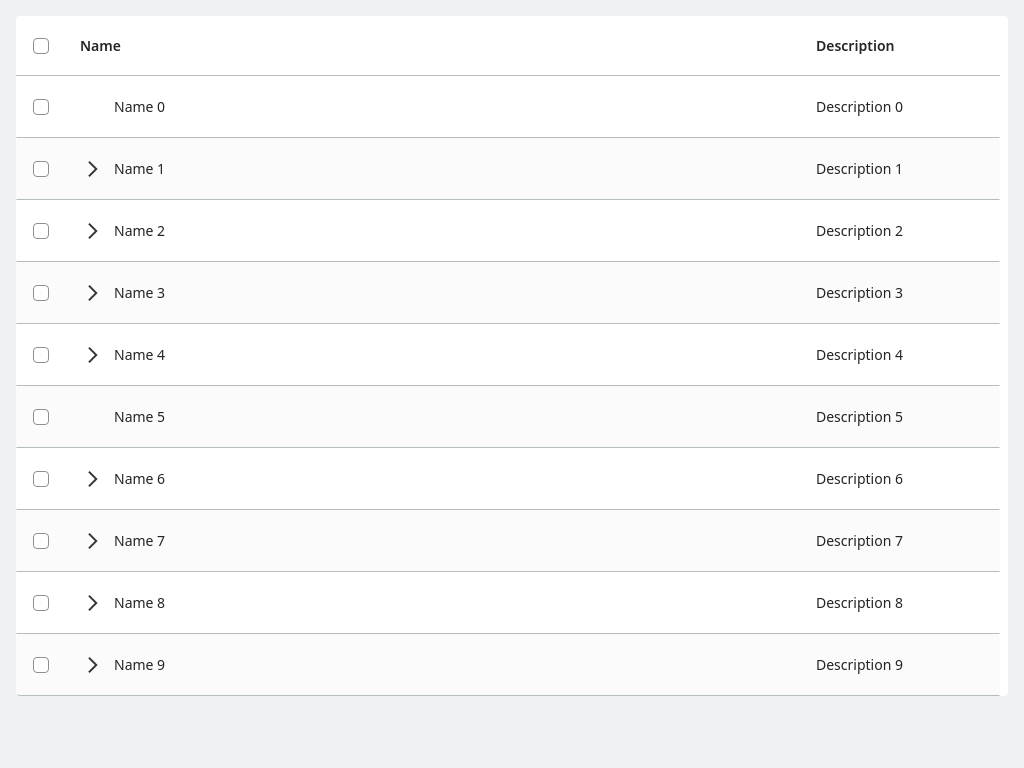 Name Description
Name 0 Description 0
Name 1 Description 1
Name 2 Description 2
Name 3 Description 3
Name 4 Description 4
Name 5 Description 5
Name 6 Description 6
Name 7 Description 7
Name 8 Description 8
Name 9 Description 9